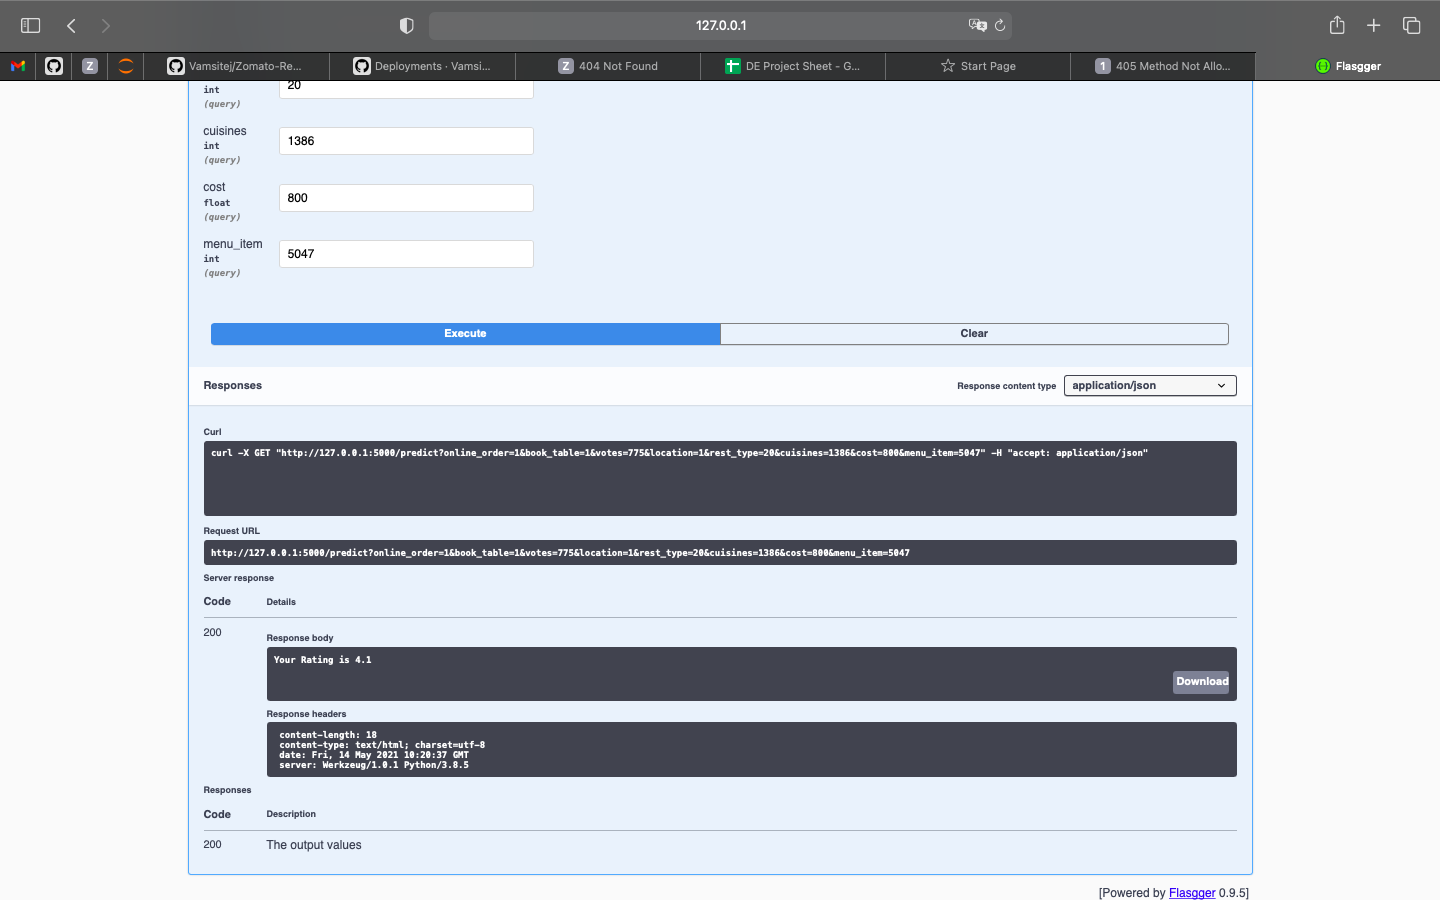 127.0.0.1
Z
Vamsitej/Zomato-Re...
Deployments · Vamsi...
Z 404 Not Found
DE Project Sheet - G...
Start Page
1 405 Method Not Allo...
Flasgger
int
20
(query)
cuisines
int
1386
(query)
cost
float
800
(query)
menu_item
int
5047
(query)
Execute
Clear
Responses
Response content type
application/json
Curl
curl -X GET "http://127.0.0.1:5000/predict?online_order=1&book_table=1&votes=775&location=1&rest_type=20&cuisines=1386&cost=800&menu_item=5047" -H "accept: application/json"
Request URL
http://127.0.0.1:5000/predict?online_order=1&book_table=1&votes=775&location=1&rest_type=20&cuisines=1386&cost=800&menu_item=5047
Server response
Code Details
200
Response body
Your Rating is 4.1
Download
Response headers
content-length: 18
content-type: text/html; charset=utf-8
date: Fri, 14 May 2021 10:20:37 GMT
server: Werkzeug/1.0.1 Python/3.8.5
Responses
Code Description
200 The output values
[Powered by Flasgger 0.9.5]